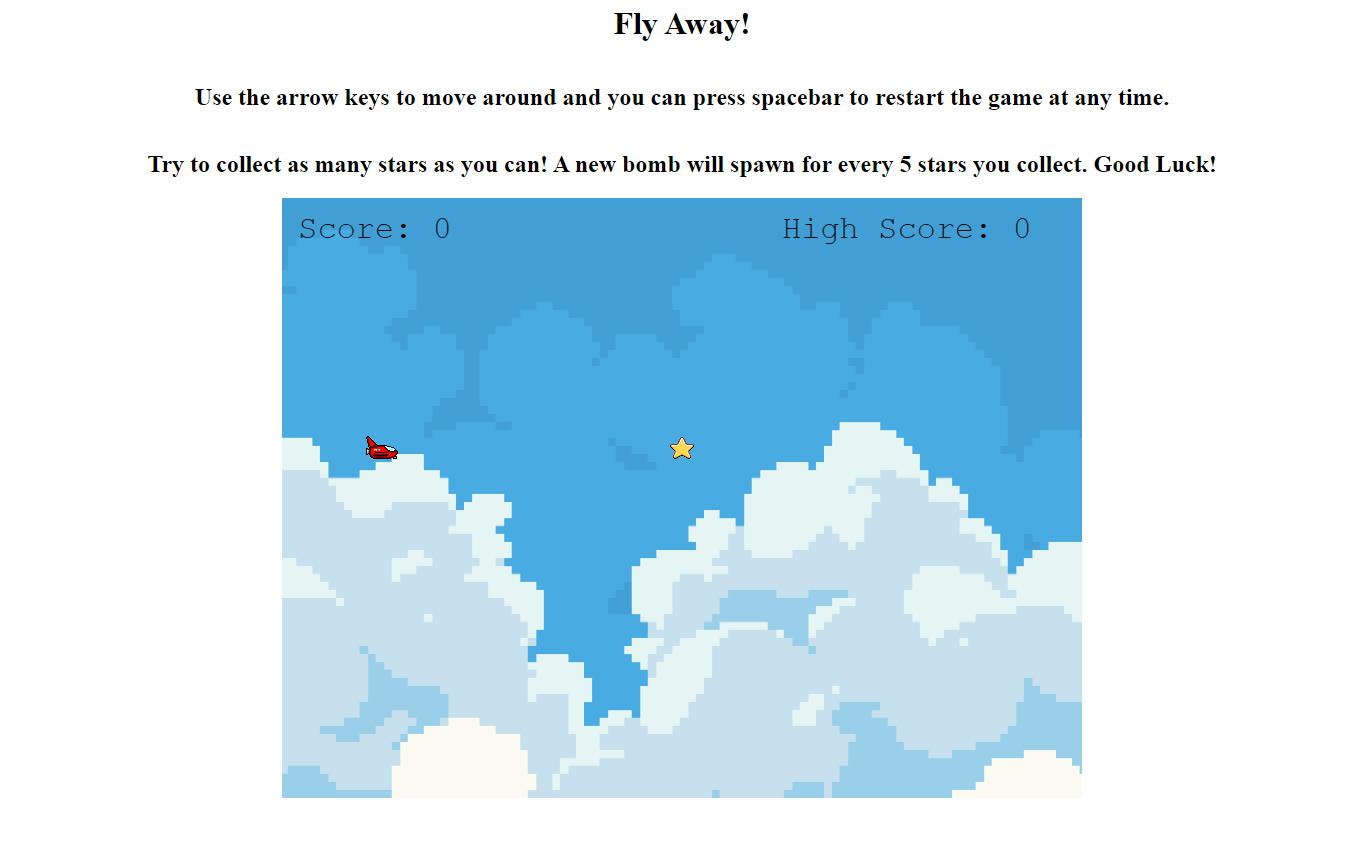 Fly Away!
Use the arrow keys to move around and you can press spacebar to restart the game at any time.
Try to collect as many stars as you can! A new bomb will spawn for every 5 stars you collect. Good Luck!
Score: 0
High Score: 0